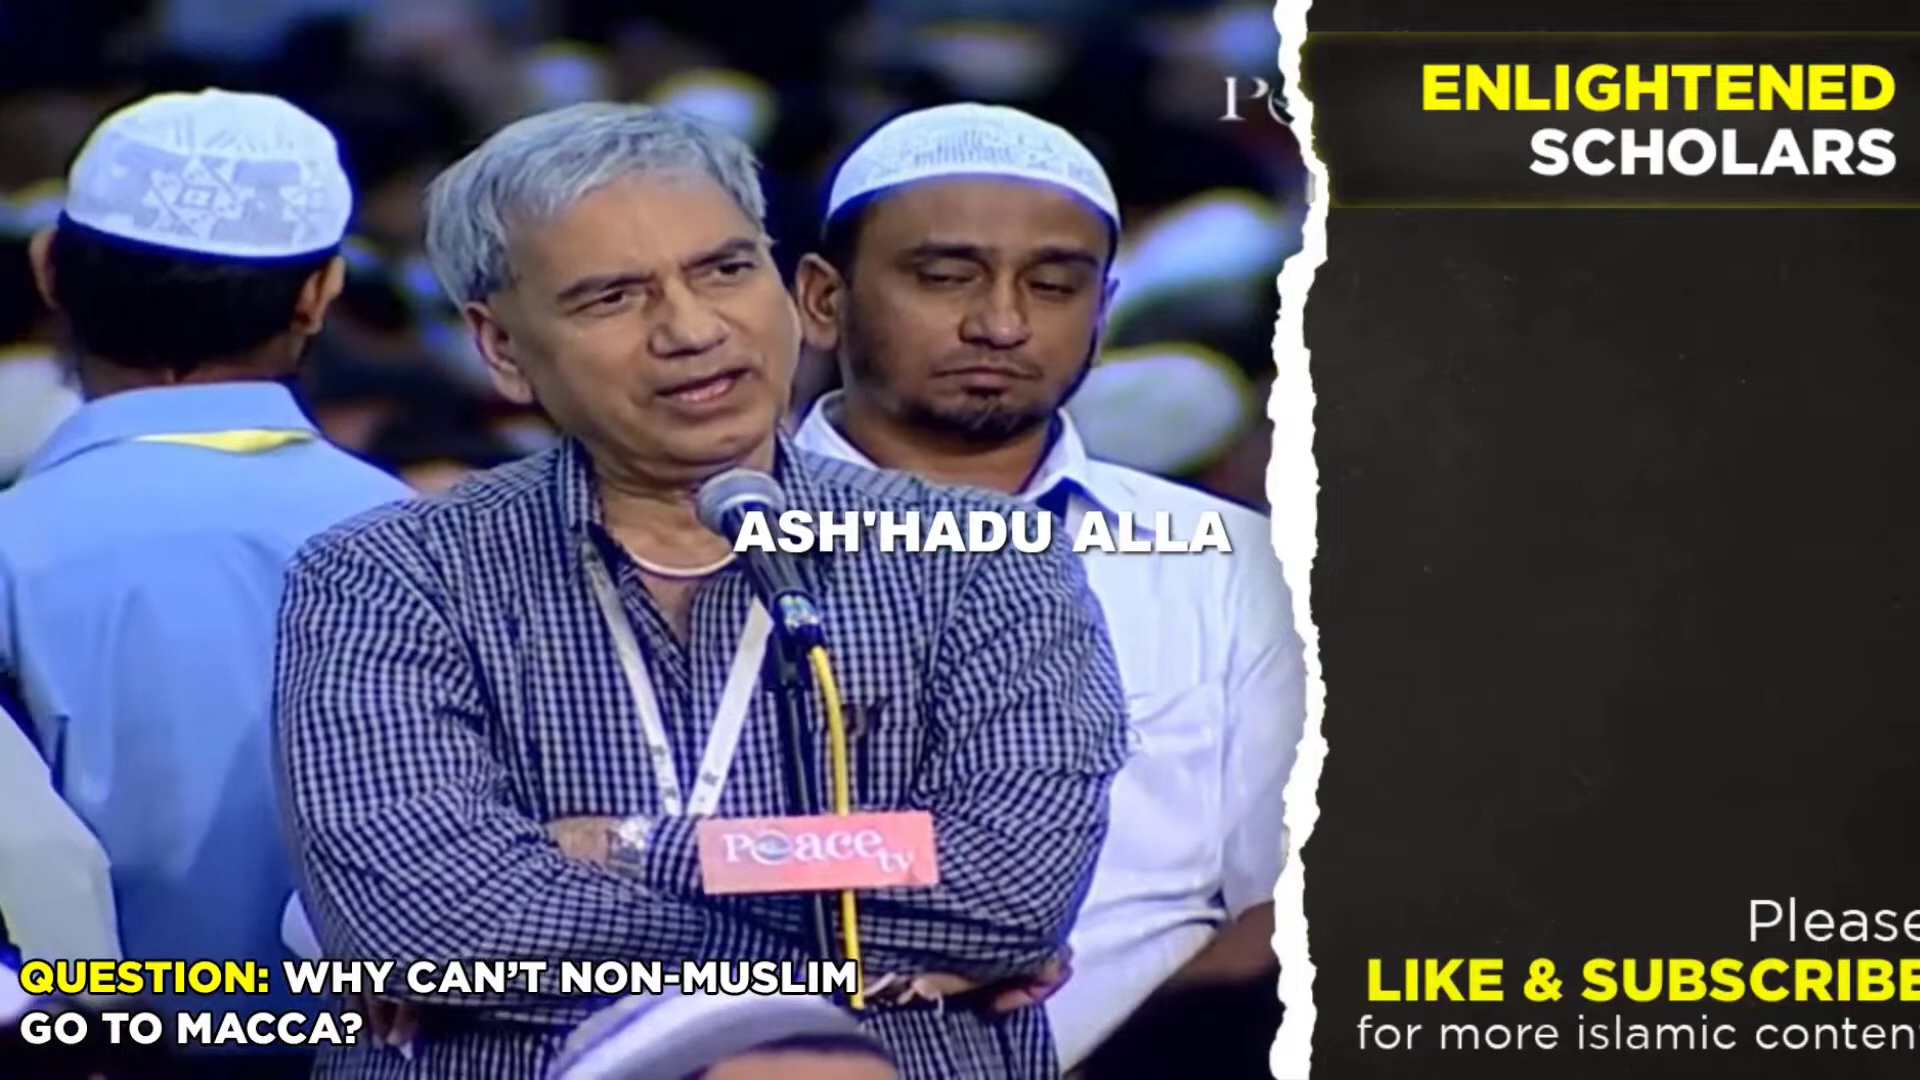 ENLIGHTENED
SCHOLARS
ASH'HADU ALLA
Peace tv
QUESTION: WHY CAN'T NON-MUSLIM
GO TO MACCA?
Please
LIKE & SUBSCRIBE
for more islamic content